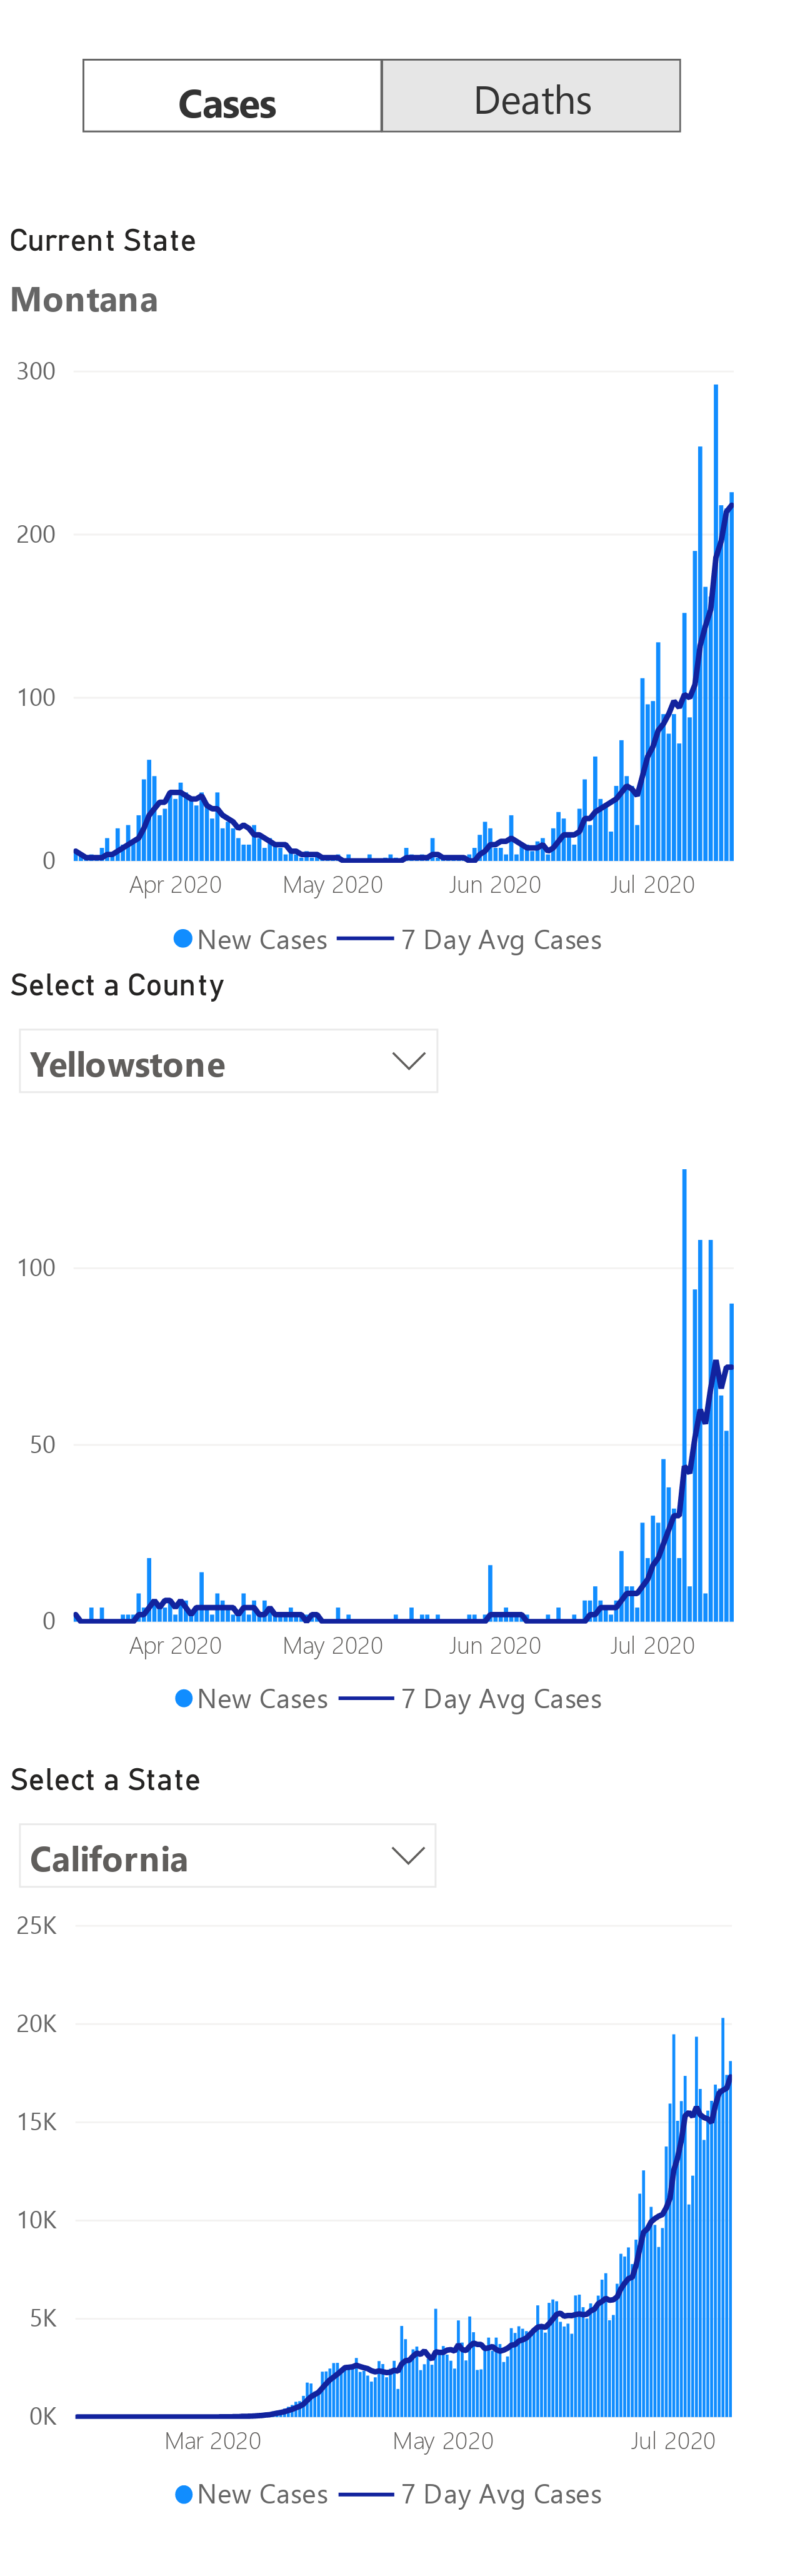 Cases Deaths
Current State
Montana
300
200
100
0
Apr 2020 May 2020 Jun 2020 Jul 2020
New Cases 7 Day Avg Cases
Select a County
Yellowstone
100
50
0
Apr 2020 May 2020 Jun 2020 Jul 2020
New Cases 7 Day Avg Cases
Select a State
California
25K
20K
15K
10K
5K
0K
Mar 2020 May 2020 Jul 2020
New Cases 7 Day Avg Cases